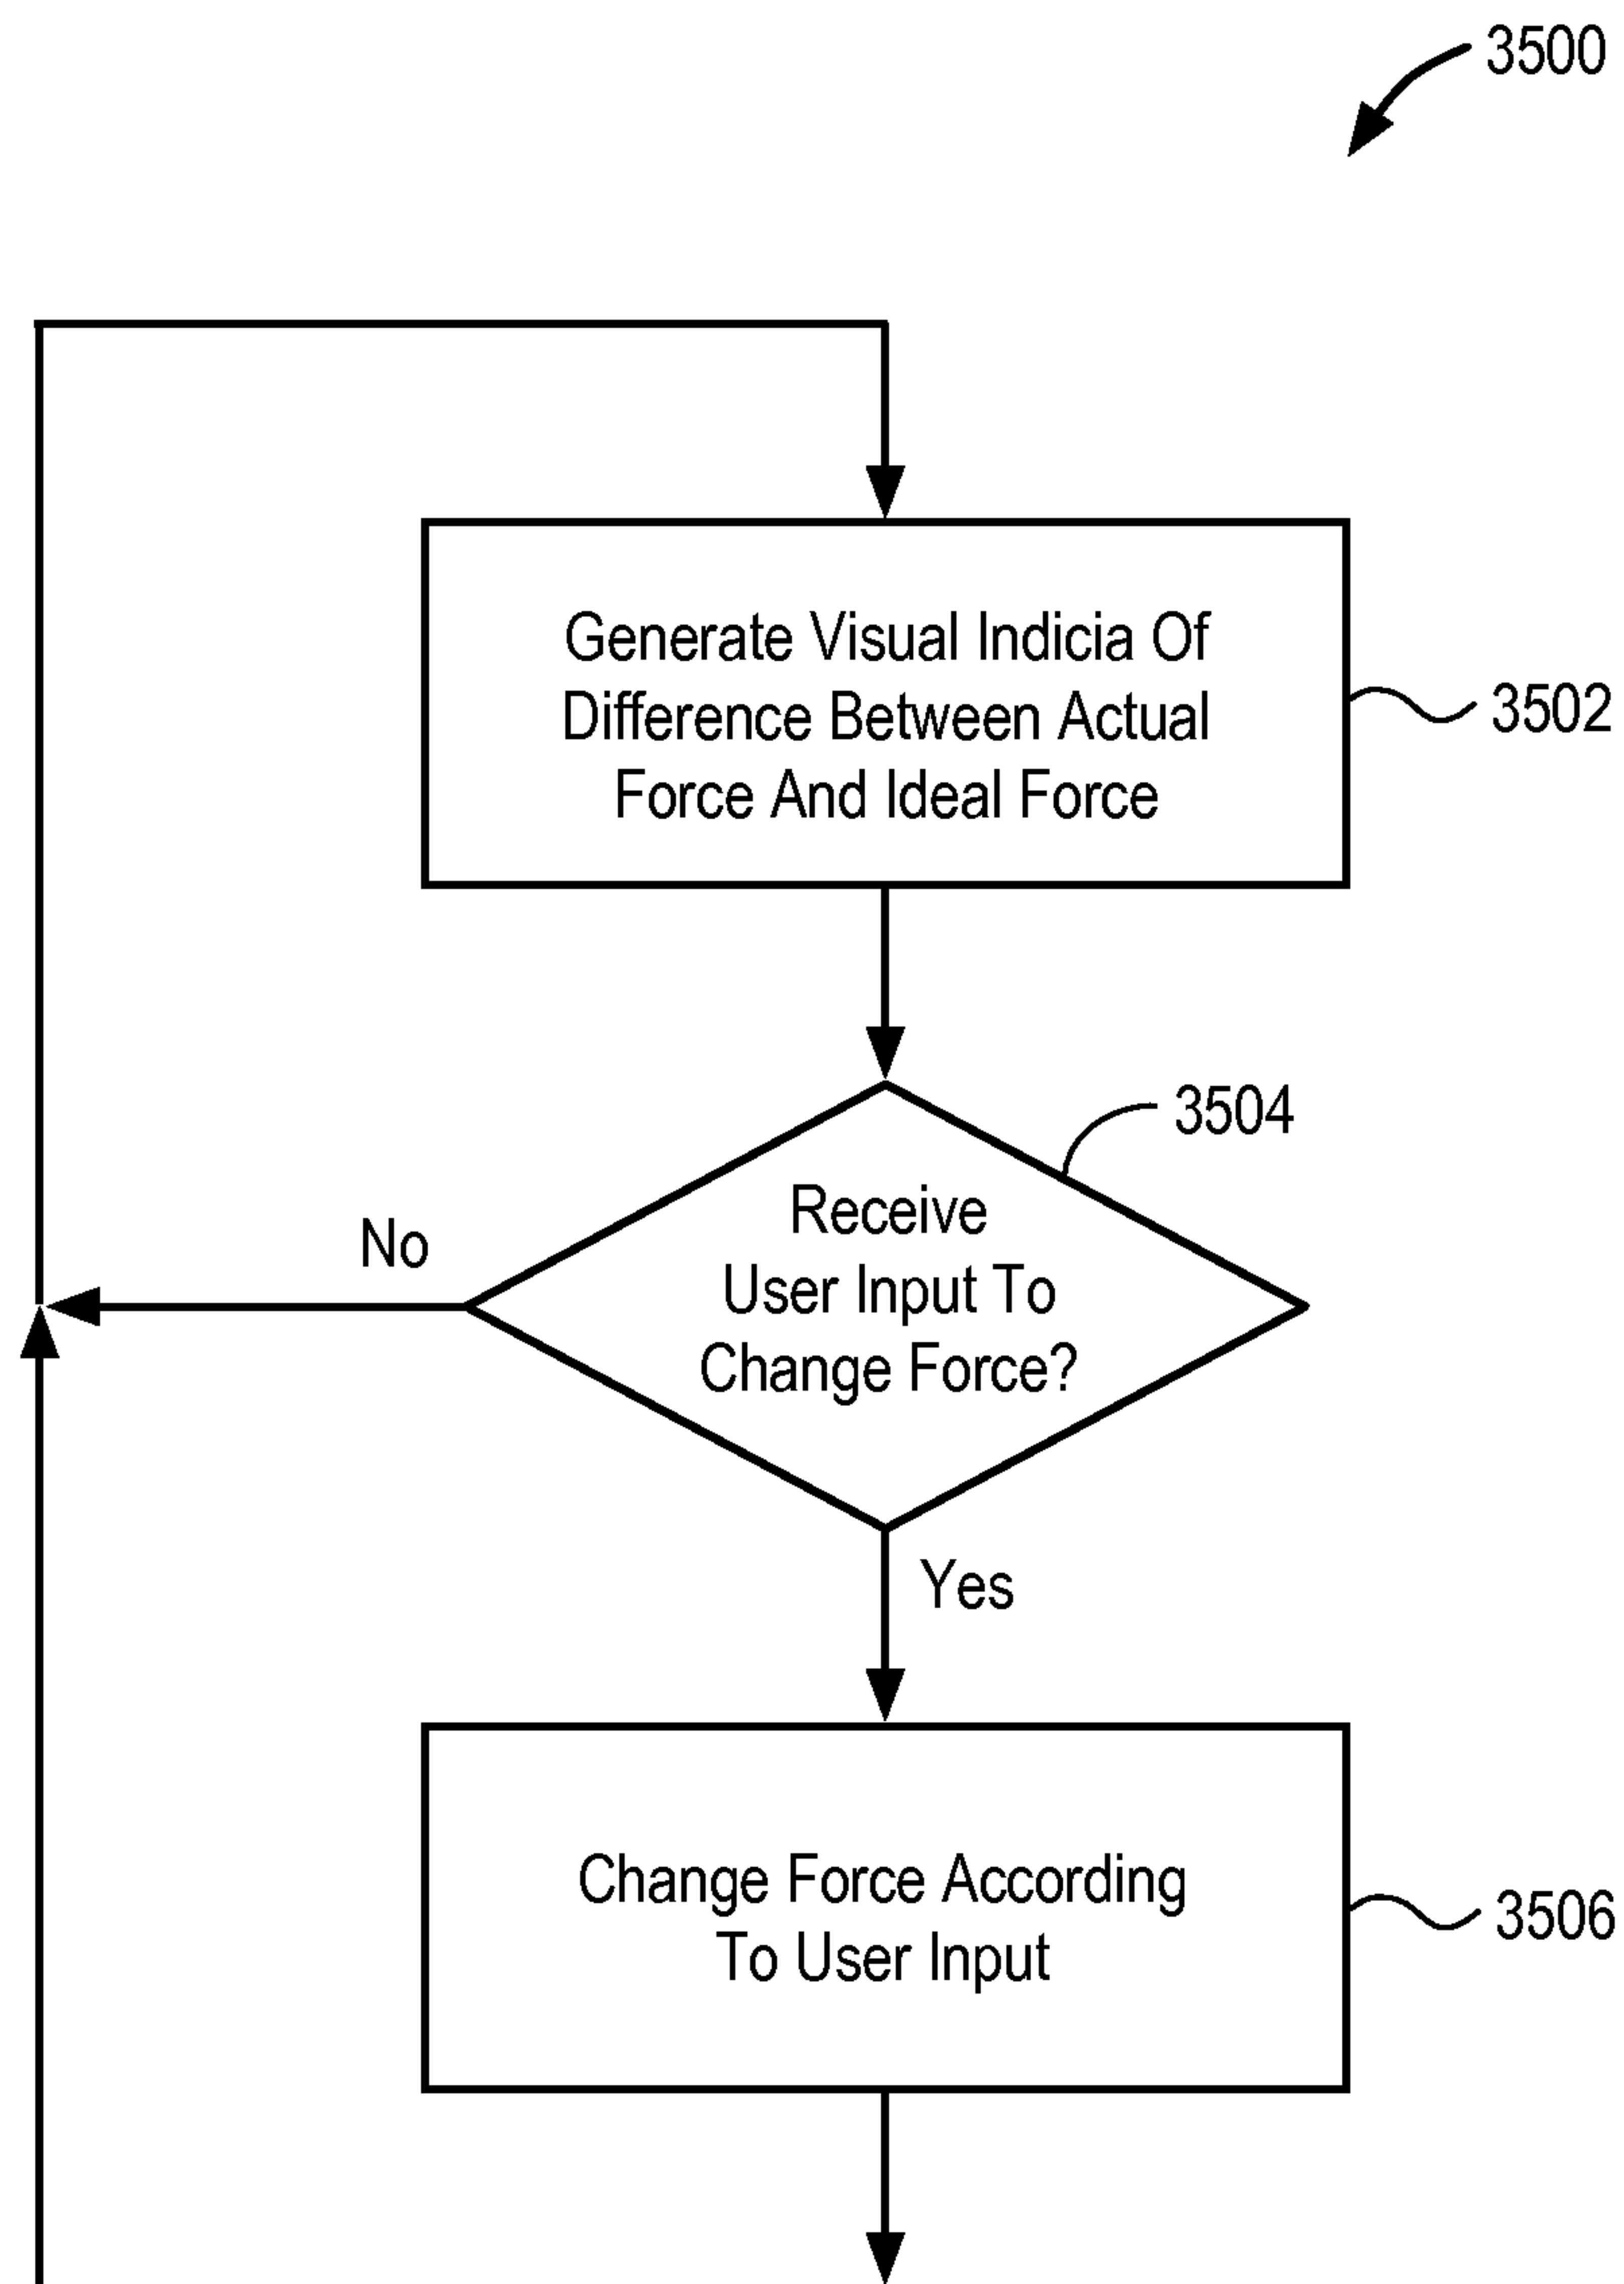 3500
Generate Visual Indicia Of
Difference Between Actual
Force And Ideal Force
3502
3504
Receive
User Input To
Change Force?
No
Yes
Change Force According
To User Input
3506